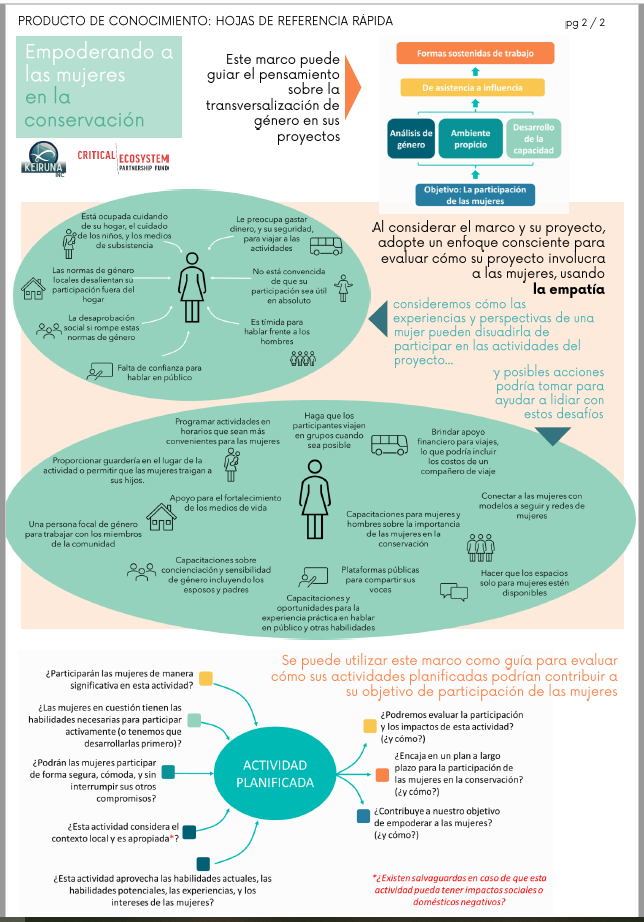 PRODUCTO DE CONOCIMIENTO: HOJAS DE REFERENCIA RÁPIDA
pg 2 / 2
Empoderando a
las mujeres
en la
conservación
KEIRUNA
INC
CRITICAL ECOSYSTEM
PARTNERSHIP FUND
Este marco puede
guiar el pensamiento
sobre la
transversalización de
género en sus
proyectos
Formas sostenidas de trabajo
De asistencia a influencia
Análisis de
género
Ambiente
propicio
Desarrollo
de la
capacidad
Objetivo: La participación
de las mujeres
Está ocupada cuidando
de su hogar, el cuidado
de los niños, y los medios
de subsistencia
Le preocupa gastar
dinero, y su seguridad,
para viajar a las
actividades
Las normas de género
locales desalientan su
participación fuera del
hogar
No está convencida
de que su
participación sea útil
en absoluto
La desaprobación
social si rompe estas
normas de género
Es tímida para
hablar frente a los
hombres
Falta de confianza para
hablar en público
Al considerar el marco y su proyecto,
adopte un enfoque consciente para
evaluar cómo su proyecto involucra
a las mujeres, usando
la empatía
consideremos cómo las
experiencias y perspectivas de una
mujer pueden disuadirla de
participar en las actividades del
proyecto...
y posibles acciones
podría tomar para
ayudar a lidiar con
estos desafíos
Programar actividades en
horarios que sean más
convenientes para las mujeres
Haga que los
participantes viajen
en grupos cuando
sea posible
Brindar apoyo
financiero para viajes,
lo que podría incluir
los costos de un
compañero de viaje
Proporcionar guardería en el lugar de la
actividad o permitir que las mujeres traigan a
sus hijos.
Apoyo para el fortalecimiento
de los medios de vida
Conectar a las mujeres con
modelos a seguir y redes de
mujeres
Una persona focal de género
para trabajar con los miembros
de la comunidad
Capacitaciones para mujeres y
hombres sobre la importancia
de las mujeres en la
conservación
Capacitaciones sobre
concienciación y sensibilidad
de género incluyendo los
esposos y padres
Plataformas públicas
para compartir sus
voces
Hacer que los espacios
solo para mujeres estén
disponibles
Capacitaciones y
oportunidades para la
experiencia práctica en hablar
en público y otras habilidades
Se puede utilizar este marco como guía para evaluar
cómo sus actividades planificadas podrían contribuir a
su objetivo de participación de las mujeres
¿Participarán las mujeres de manera
significativa en esta actividad?
¿Las mujeres en cuestión tienen las
habilidades necesarias para participar
activamente (o tenemos que
desarrollarlas primero)?
¿Podrán las mujeres participar
de forma segura, cómoda, y sin
interrumpir sus otros
compromisos?
¿Esta actividad considera el
contexto local y es apropiada*?
¿Esta actividad aprovecha las habilidades actuales, las
habilidades potenciales, las experiencias, y los
intereses de las mujeres?
ACTIVIDAD
PLANIFICADA
¿Podremos evaluar la participación
y los impactos de esta actividad?
(¿y cómo?)
¿Encaja en un plan a largo
plazo para la participación de
las mujeres en la conservación?
(¿y cómo?)
¿Contribuye a nuestro objetivo
de empoderar a las mujeres?
(¿y cómo?)
*¿Existen salvaguardas en caso de que esta
actividad pueda tener impactos sociales o
domésticos negativos?